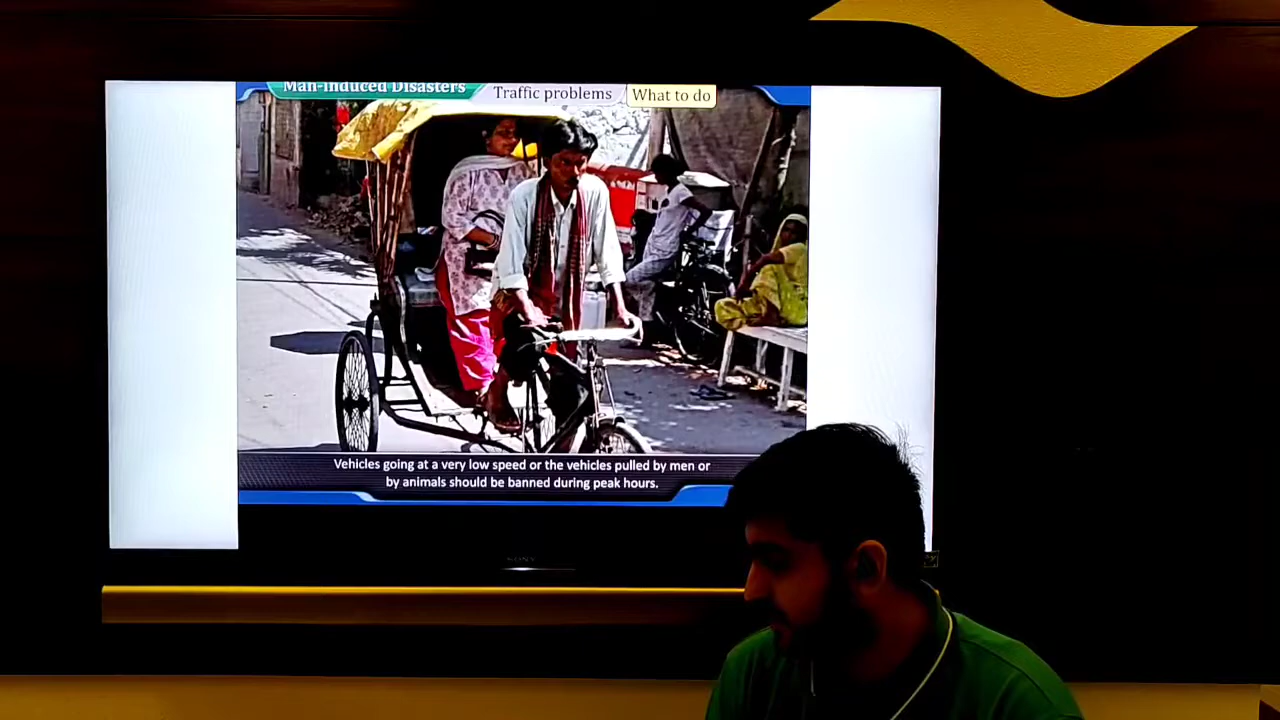 Man-induced Disasters
Traffic problems
What to do
Vehicles going at a very low speed or the vehicles pulled by men or
by animals should be banned during peak hours.
SONY